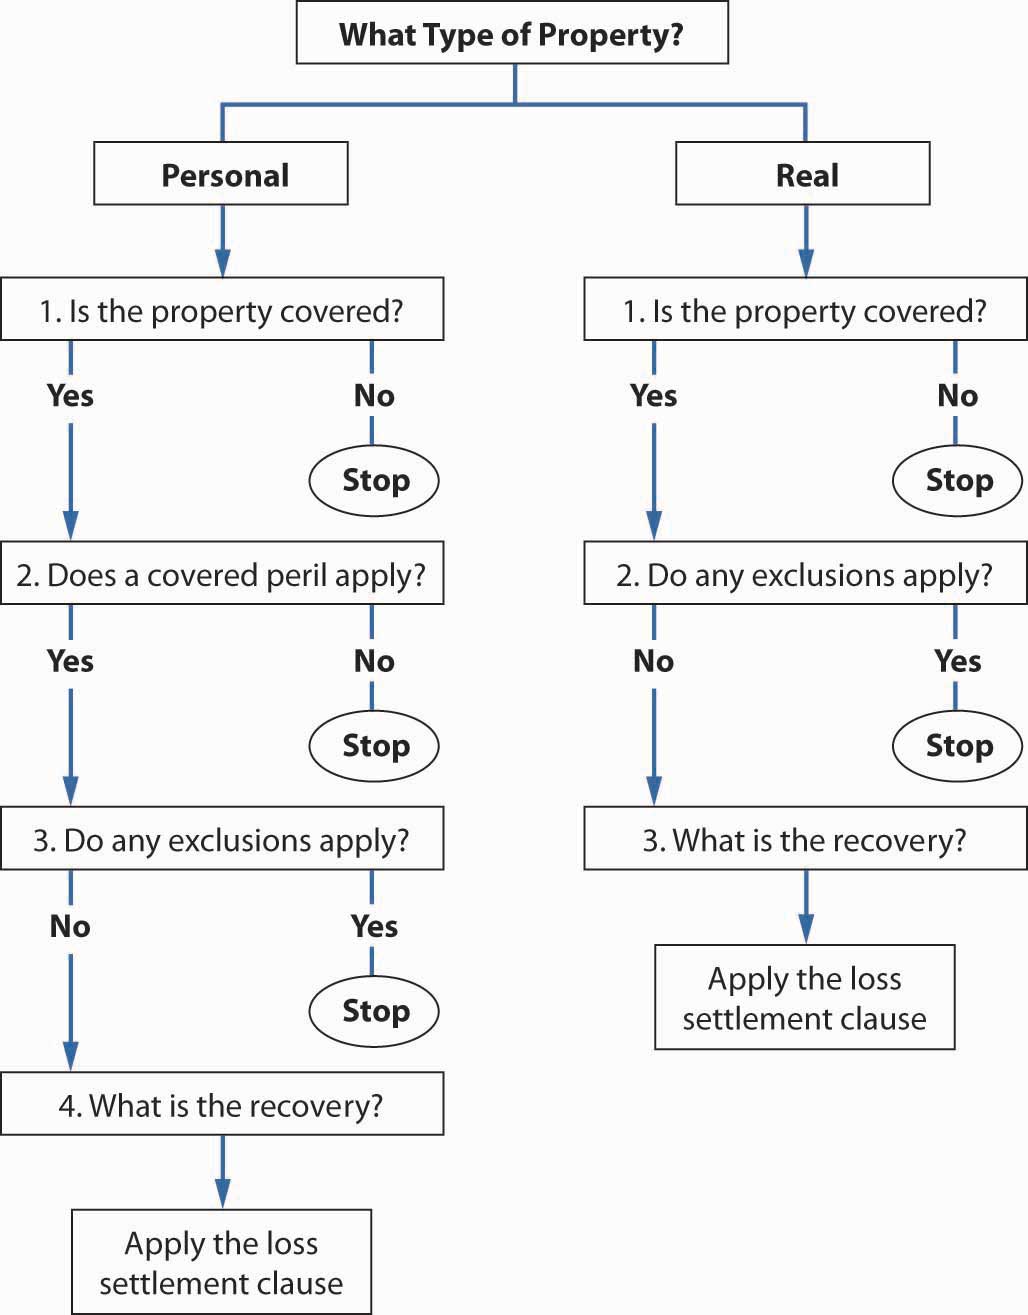 What Type of Property?
Personal
Real
1. Is the property covered?
Yes
No
Stop
2. Does a covered peril apply?
Yes
No
Stop
3. Do any exclusions apply?
No
Yes
Stop
4. What is the recovery?
Apply the loss
settlement clause
1. Is the property covered?
Yes
No
Stop
2. Do any exclusions apply?
No
Yes
Stop
3. What is the recovery?
Apply the loss
settlement clause